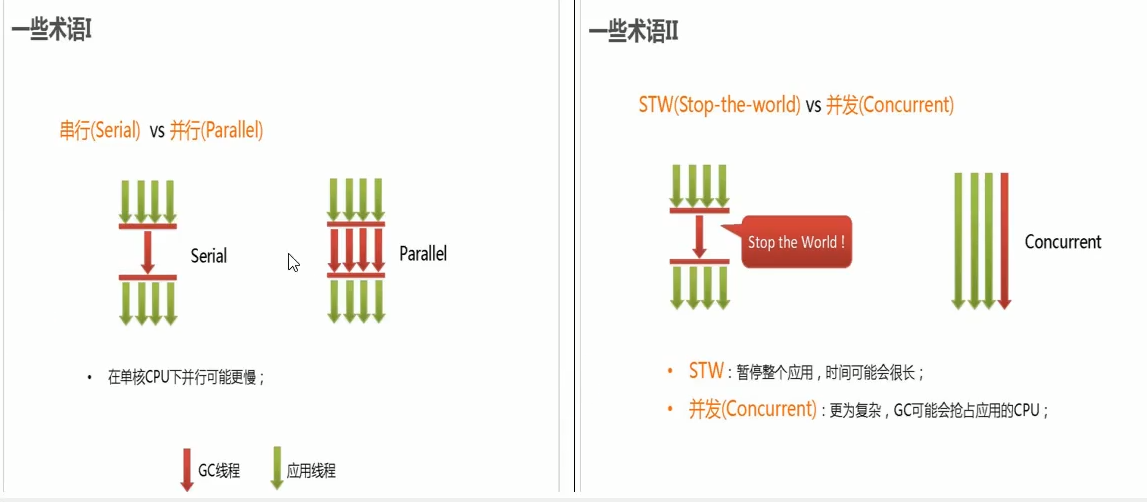 一些术语I
串行(Serial) vs 并行(Parallel)
Serial
Parallel
• 在单核CPU下并行可能更慢；
GC线程
应用线程
一些术语II
STW(Stop-the-world) vs 并发(Concurrent)
Stop the World !
Concurrent
• STW：暂停整个应用，时间可能会很长；
• 并发(Concurrent)：更为复杂，GC可能会抢占应用的CPU；